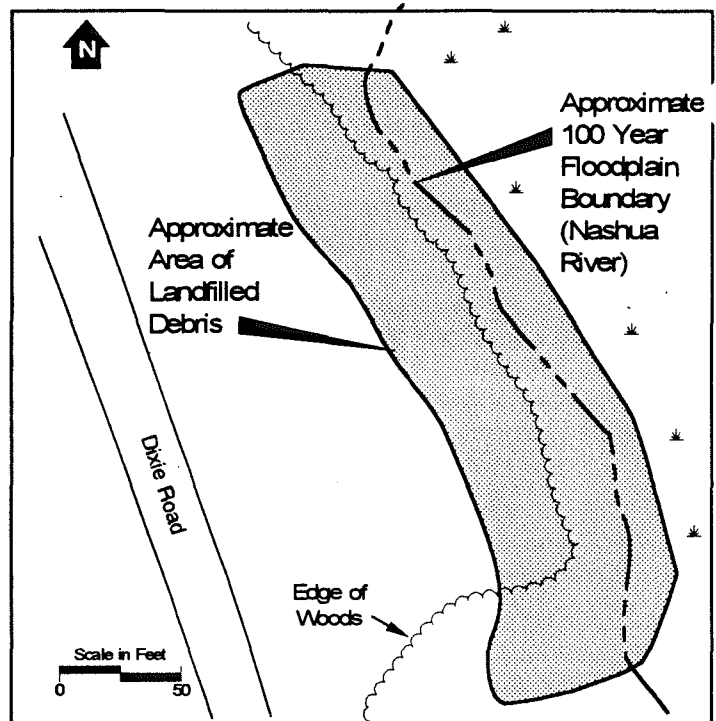 N
Approximate
100 Year
Floodplain
Boundary
(Nashua
River)
Approximate
Area of
Landfilled
Debris
Dixie Road
Edge of
Woods
Scale in Feet
0 50